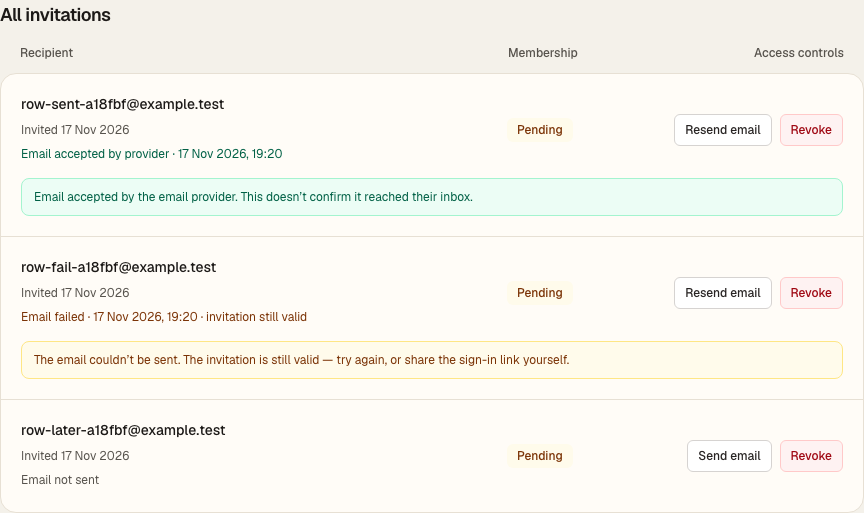 All invitations
Recipient Membership Access controls
row-sent-a18fbf@example.test
Invited 17 Nov 2026
Email accepted by provider · 17 Nov 2026, 19:20
Pending
Resend email Revoke
Email accepted by the email provider. This doesn’t confirm it reached their inbox.
row-fail-a18fbf@example.test
Invited 17 Nov 2026
Email failed · 17 Nov 2026, 19:20 · invitation still valid
Pending
Resend email Revoke
The email couldn’t be sent. The invitation is still valid — try again, or share the sign-in link yourself.
row-later-a18fbf@example.test
Invited 17 Nov 2026
Email not sent
Pending
Send email Revoke